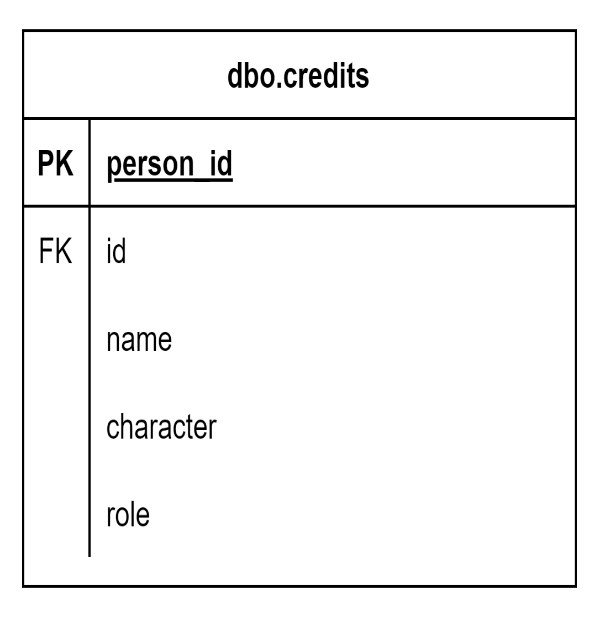 dbo.credits
PK person_id
FK id
name
character
role